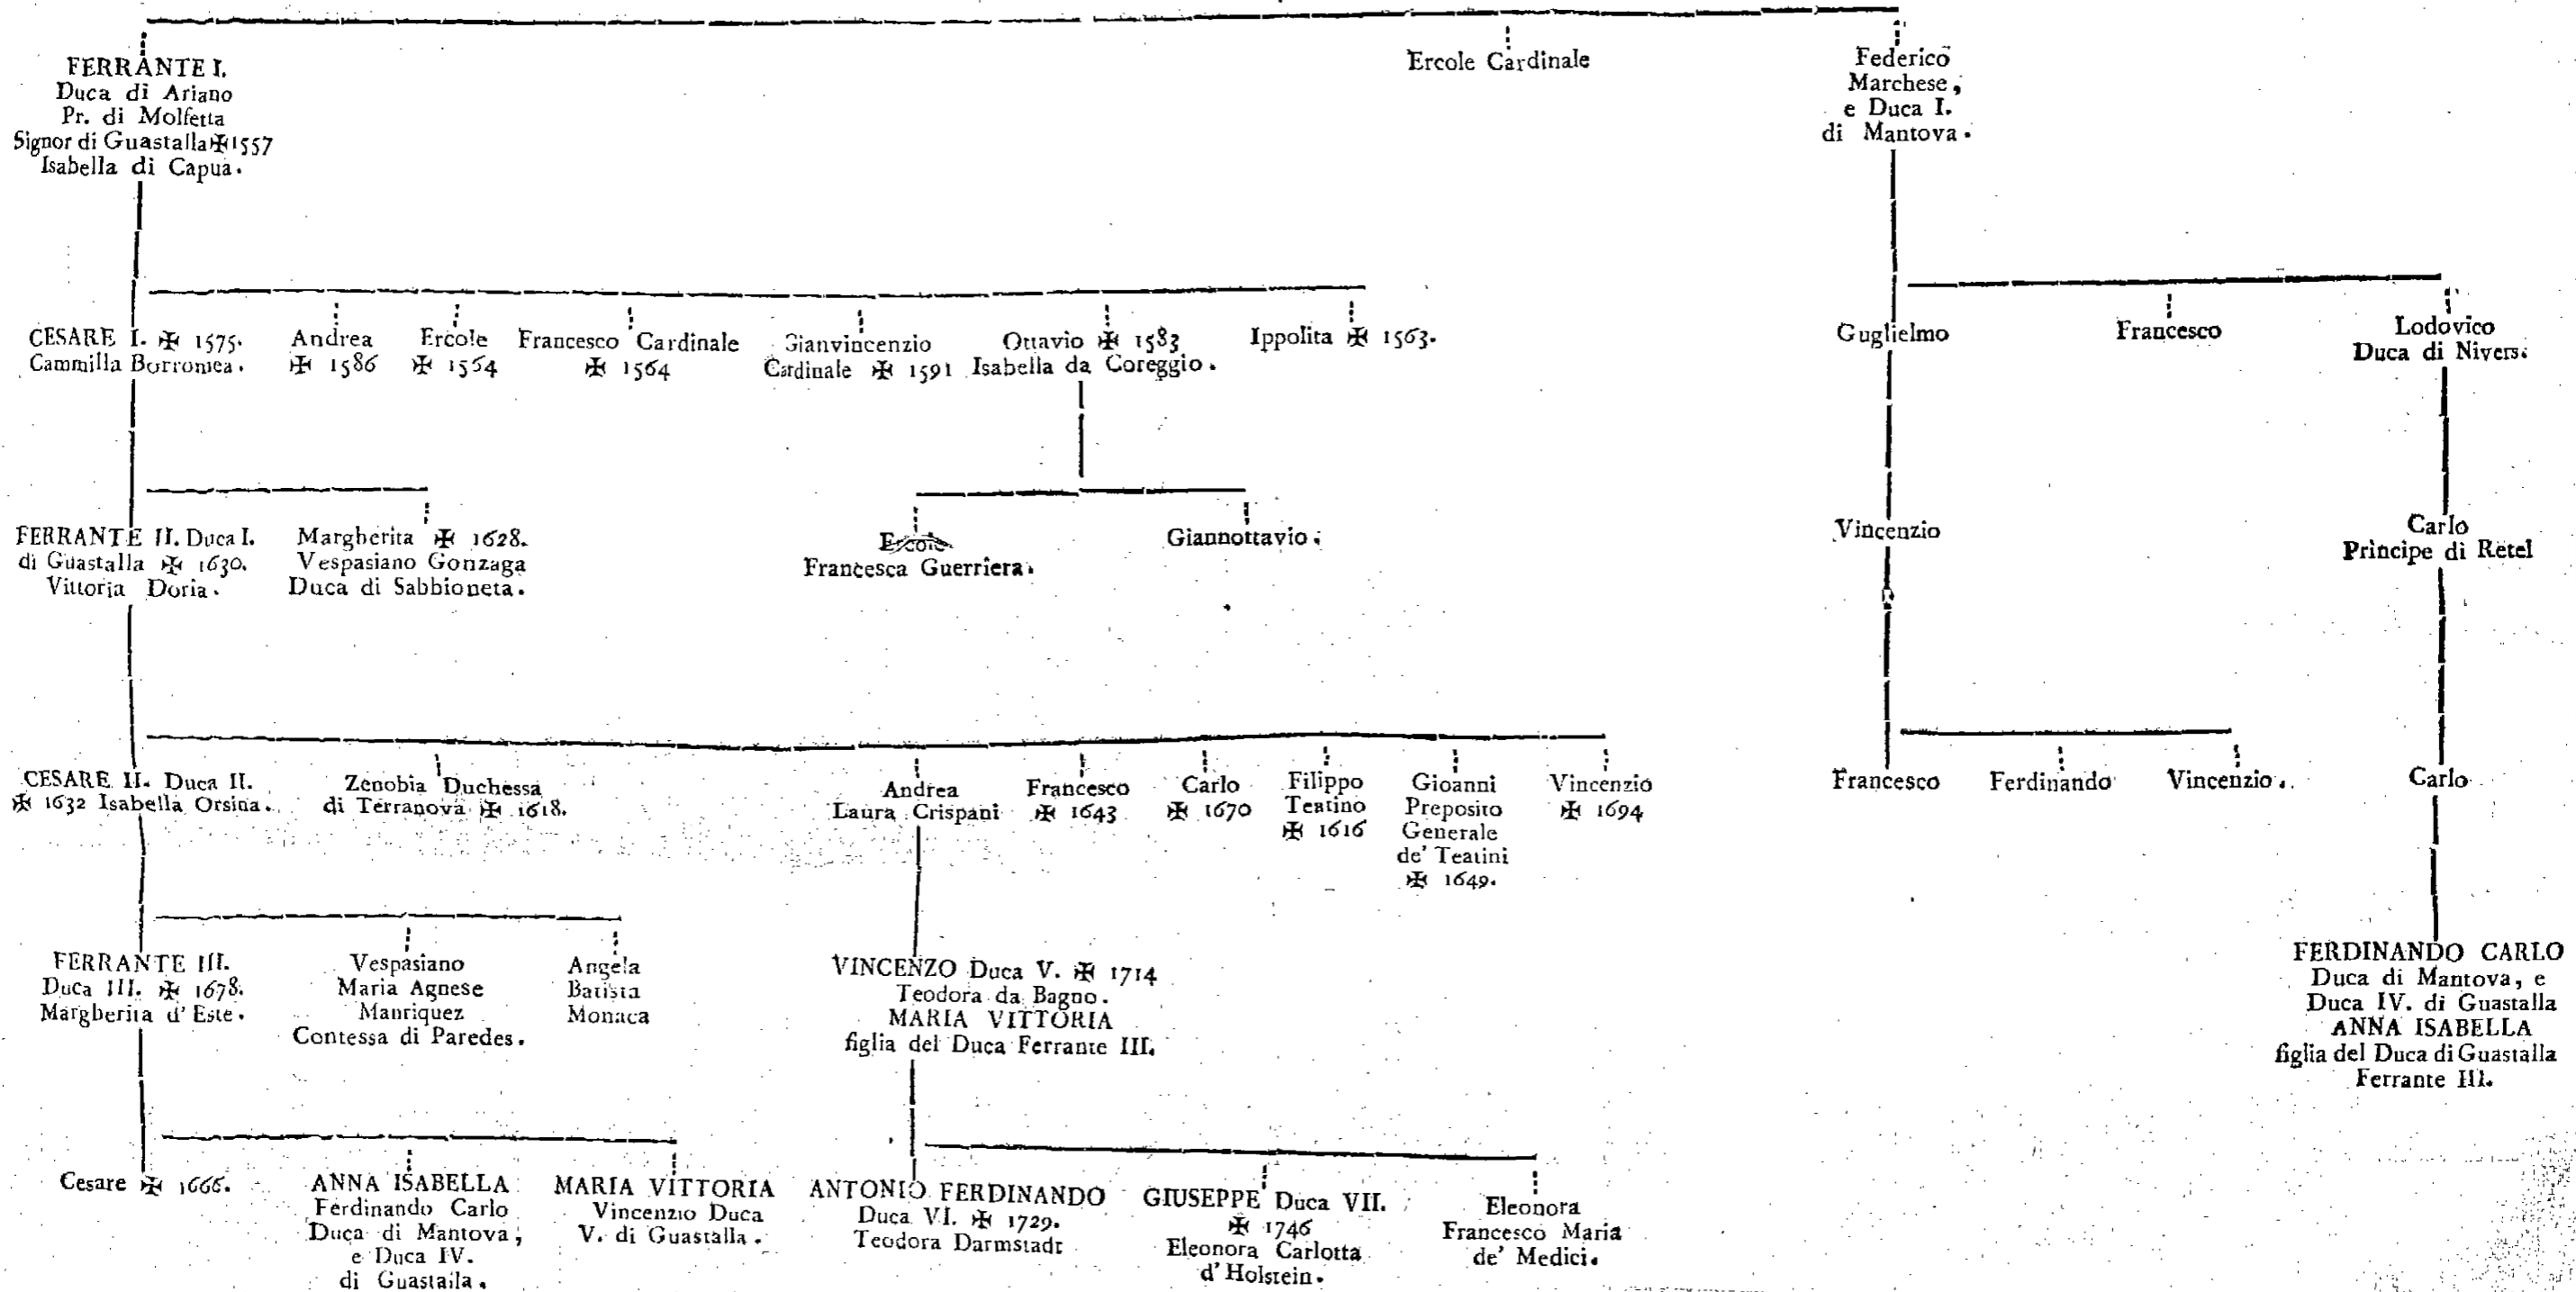 FERRANTE I.
Duca di Ariano
Pr. di Molfetta
Signor di Guastalla ✠ 1557
Isabella di Capua.
Ercole Cardinale
Federico
Marchese,
e Duca I.
di Mantova.
CESARE I. ✠ 1575.
Cammilla Borromea.
Andrea
✠ 1586
Ercole
✠ 1564
Francesco Cardinale
✠ 1564
Gianvincenzio
Cardinale ✠ 1591
Ottavio ✠ 1583
Isabella da Coreggio.
Ippolita ✠ 1563.
Guglielmo
Francesco
Lodovico
Duca di Nivers.
FERRANTE II. Duca I.
di Guastalla ✠ 1630.
Vittoria Doria.
Margherita ✠ 1628.
Vespasiano Gonzaga
Duca di Sabbioneta.
Ercole
Francesca Guerriera.
Giannottavio.
Vincenzio
Carlo
Principe di Retel
CESARE II. Duca II.
✠ 1632 Isabella Orsina.
Zenobia Duchessa
di Terranova ✠ 1618.
Andrea
Laura Crispani
Francesco
✠ 1643
Carlo
✠ 1670
Filippo
Teatino
✠ 1616
Gioanni
Preposito
Generale
de' Teatini
✠ 1649.
Vincenzio
✠ 1694
Francesco
Ferdinando
Vincenzio.
Carlo
FERRANTE III.
Duca III. ✠ 1678.
Margherita d'Este.
Vespasiano
Maria Agnese
Manriquez
Contessa di Paredes.
Angela
Batista
Monaca
VINCENZO Duca V. ✠ 1714
Teodora da Bagno.
MARIA VITTORIA
figlia del Duca Ferrante III.
FERDINANDO CARLO
Duca di Mantova, e
Duca IV. di Guastalla
ANNA ISABELLA
figlia del Duca di Guastalla
Ferrante III.
Cesare ✠ 1666.
ANNA ISABELLA
Ferdinando Carlo
Duca di Mantova,
e Duca IV.
di Guastalla.
MARIA VITTORIA
Vincenzio Duca
V. di Guastalla.
ANTONIO FERDINANDO
Duca VI. ✠ 1729.
Teodora Darmstadt
GIUSEPPE Duca VII.
✠ 1746
Eleonora Carlotta
d'Holstein.
Eleonora
Francesco Maria
de' Medici.